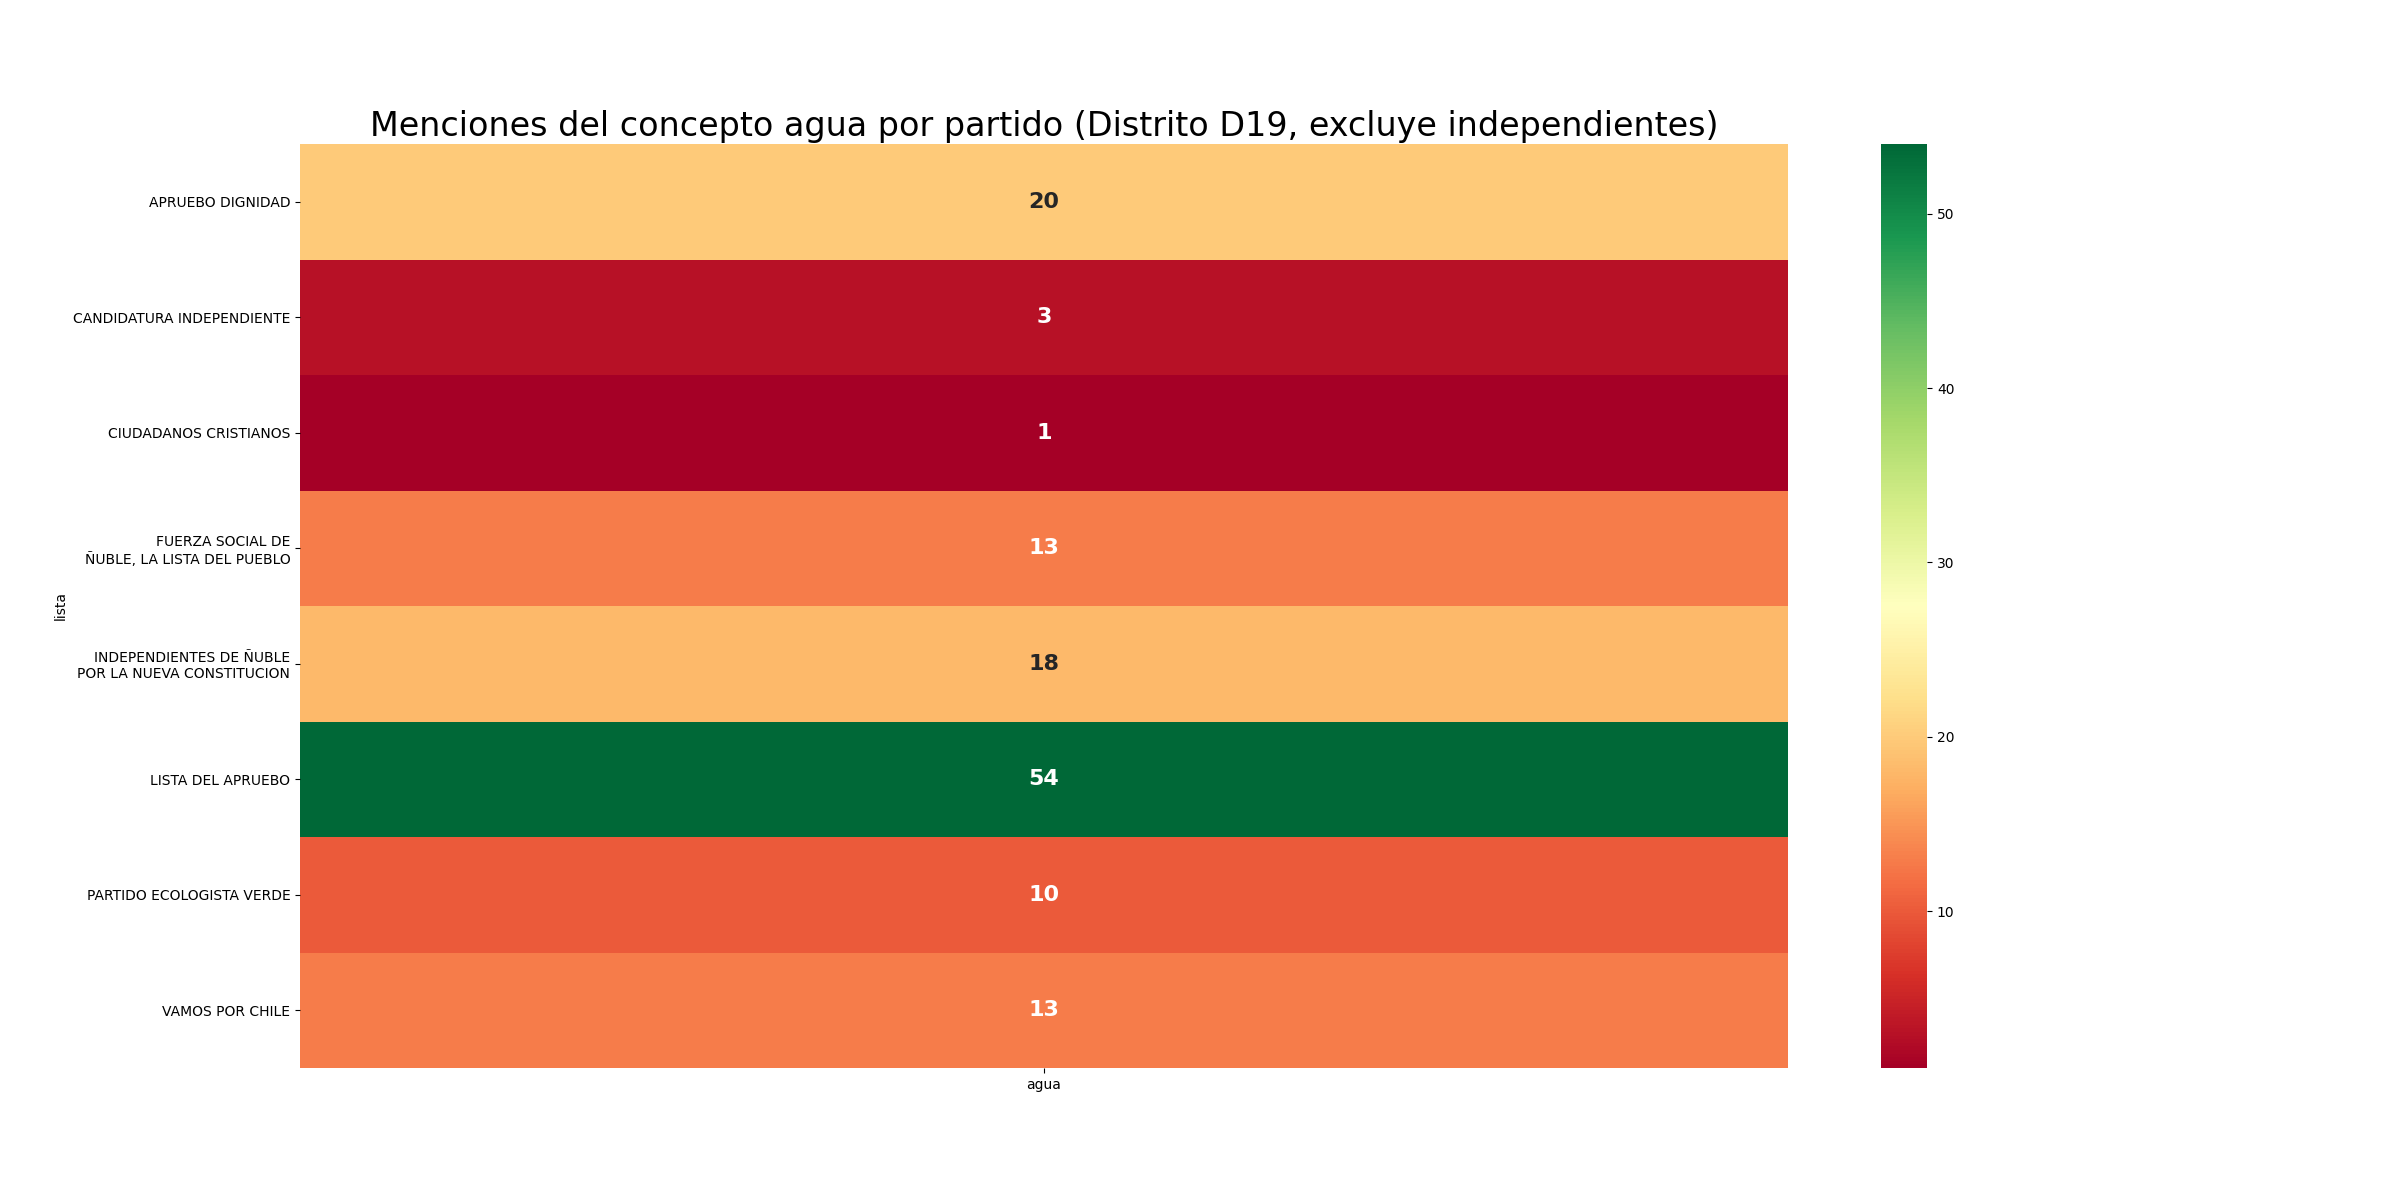 Menciones del concepto agua por partido (Distrito D19, excluye independientes)
APRUEBO DIGNIDAD
20
CANDIDATURA INDEPENDIENTE
3
CIUDADANOS CRISTIANOS
1
FUERZA SOCIAL DE
ÑUBLE, LA LISTA DEL PUEBLO
13
INDEPENDIENTES DE ÑUBLE
POR LA NUEVA CONSTITUCION
18
LISTA DEL APRUEBO
54
PARTIDO ECOLOGISTA VERDE
10
VAMOS POR CHILE
13
lista
agua
50
40
30
20
10